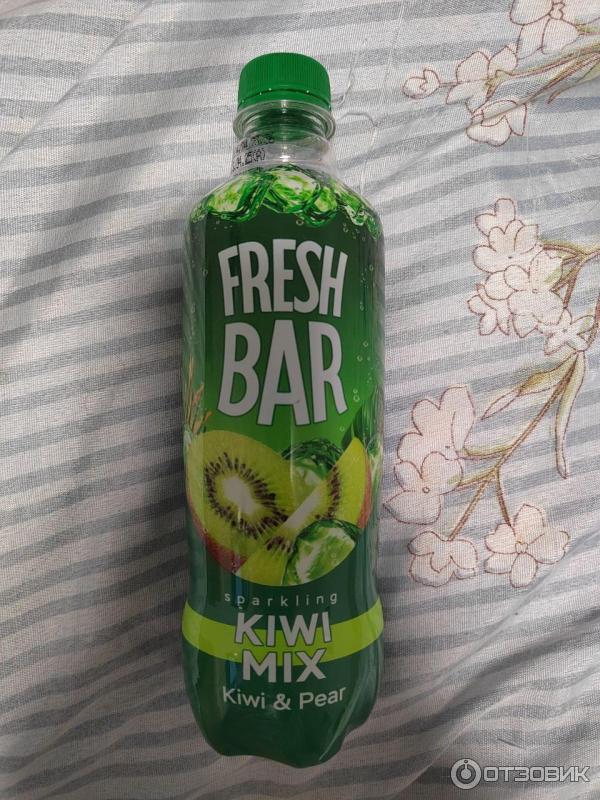 FRESH
BAR
sparkling
KIWI
MIX
Kiwi & Pear
ОТЗОВИК